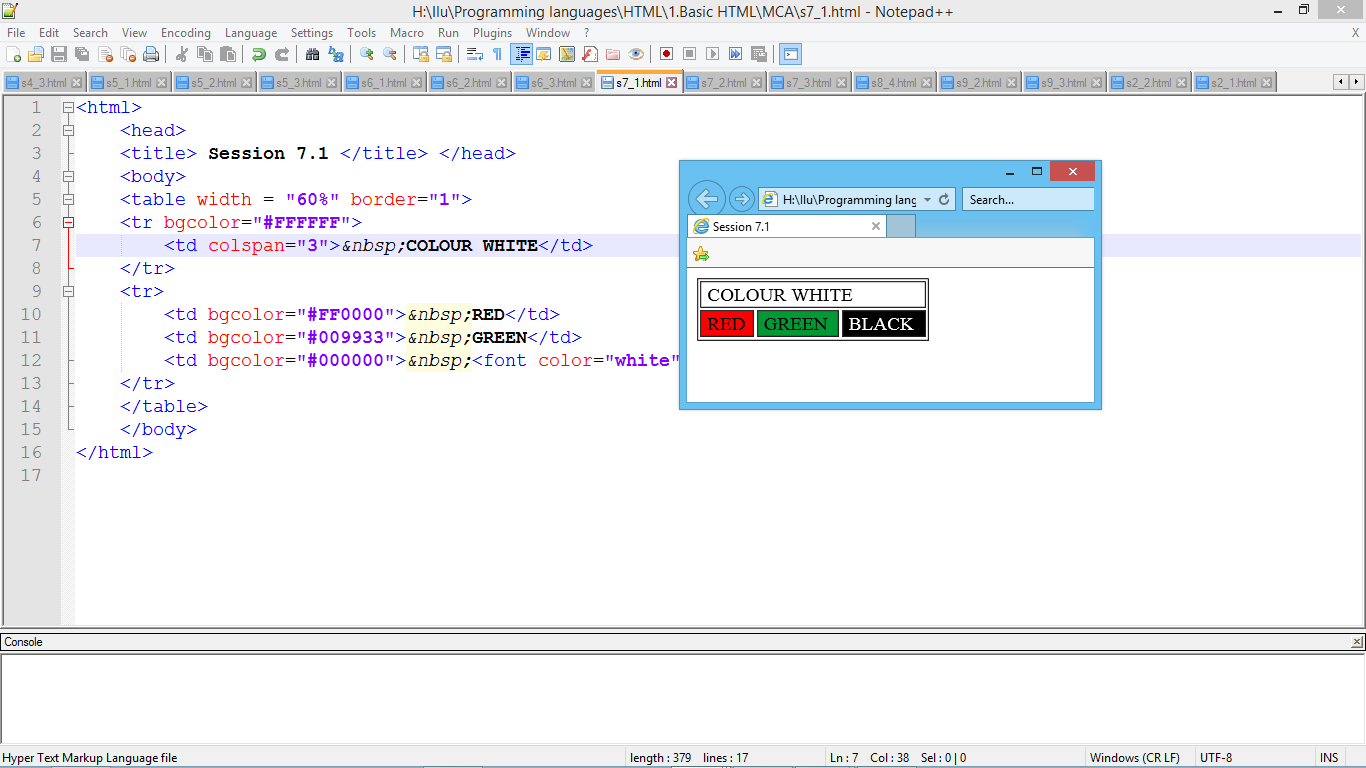 H:\Ilu\Programming languages\HTML\1.Basic HTML\MCA\s7_1.html - Notepad++
File Edit Search View Encoding Language Settings Tools Macro Run Plugins Window ? X
s4_3.html s5_1.html s5_2.html s5_3.html s6_1.html s6_2.html s6_3.html s7_1.html s7_2.html s7_3.html s8_4.html s9_2.html s9_3.html s2_2.html s2_1.html
1 <html>
2 <head>
3 <title> Session 7.1 </title> </head>
4 <body>
5 <table width = "60%" border="1">
6 <tr bgcolor="#FFFFFF">
7 <td colspan="3">&nbsp;COLOUR WHITE</td>
8 </tr>
9 <tr>
10 <td bgcolor="#FF0000">&nbsp;RED</td>
11 <td bgcolor="#009933">&nbsp;GREEN</td>
12 <td bgcolor="#000000">&nbsp;<font color="white"
13 </tr>
14 </table>
15 </body>
16 </html>
17
H:\Ilu\Programming lang Search...
Session 7.1
COLOUR WHITE
RED GREEN BLACK
Console
Hyper Text Markup Language file length : 379 lines : 17 Ln : 7 Col : 38 Sel : 0 | 0 Windows (CR LF) UTF-8 INS